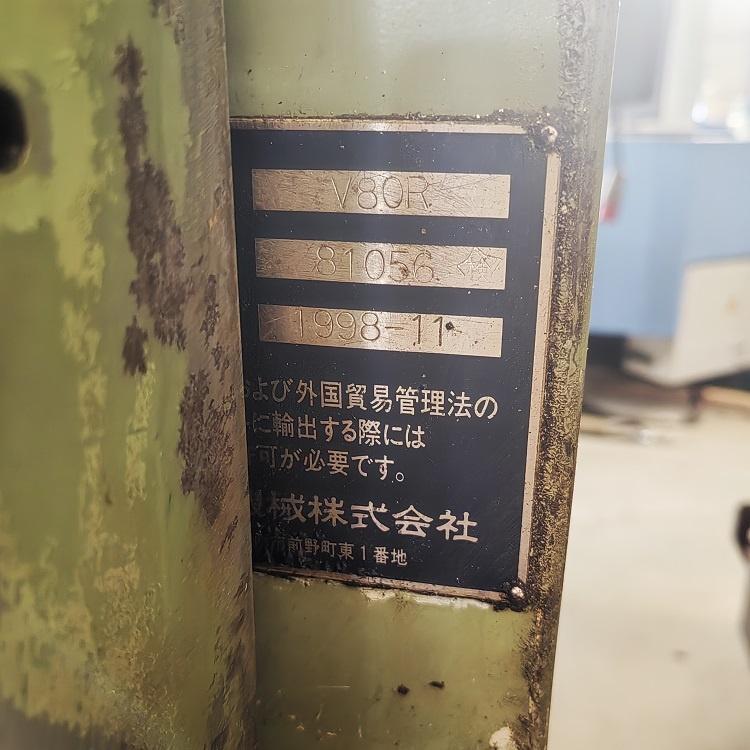 V80R
81056
1998-11
および外国貿易管理法の
に輸出する際には
可が必要です。
機械株式会社
市前野町東1番地